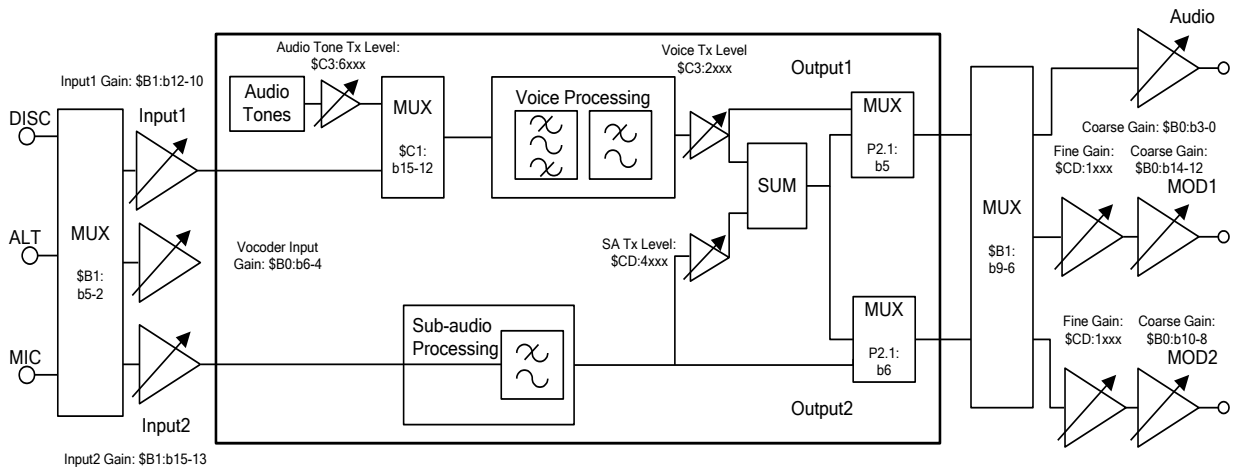 Audio
Audio Tone Tx Level:
$C3:6xxx
Voice Tx Level
$C3:2xxx
Output1
Input1 Gain: $B1:b12-10
Audio
Tones
MUX
$C1:
b15-12
Voice Processing
MUX
P2.1:
b5
DISC
Input1
Coarse Gain: $B0:b3-0
Fine Gain:
$CD:1xxx
Coarse Gain:
$B0:b14-12
MOD1
SUM
MUX
$B1:
b9-6
ALT
MUX
$B1:
b5-2
Vocoder Input
Gain: $B0:b6-4
SA Tx Level:
$CD:4xxx
MUX
P2.1:
b6
Sub-audio
Processing
Fine Gain:
$CD:1xxx
Coarse Gain:
$B0:b10-8
MOD2
MIC
Input2
Output2
Input2 Gain: $B1:b15-13